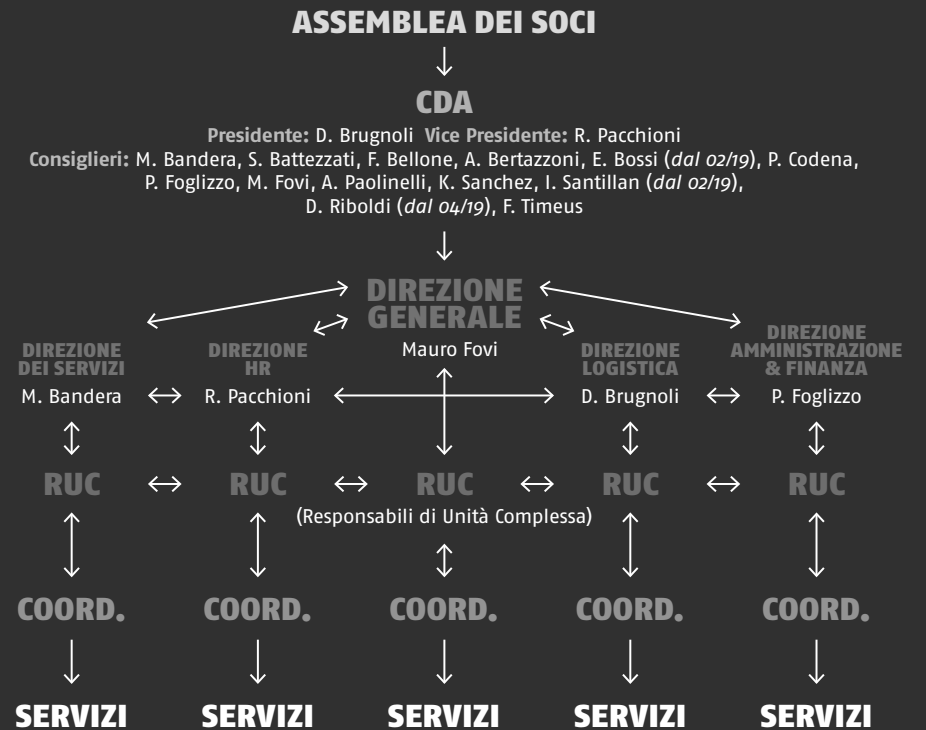 ASSEMBLEA DEI SOCI
CDA
Presidente: D. Brugnoli Vice Presidente: R. Pacchioni
Consiglieri: M. Bandera, S. Battezzati, F. Bellone, A. Bertazzoni, E. Bossi (dal 02/19), P. Codena,
P. Foglizzo, M. Fovi, A. Paolinelli, K. Sanchez, I. Santillan (dal 02/19),
D. Riboldi (dal 04/19), F. Timeus
DIREZIONE
GENERALE
Mauro Fovi
DIREZIONE
DEI SERVIZI
M. Bandera
DIREZIONE
HR
R. Pacchioni
DIREZIONE
LOGISTICA
D. Brugnoli
DIREZIONE
AMMINISTRAZIONE
& FINANZA
P. Foglizzo
RUC
RUC
RUC
RUC
RUC
(Responsabili di Unità Complessa)
COORD.
COORD.
COORD.
COORD.
COORD.
SERVIZI
SERVIZI
SERVIZI
SERVIZI
SERVIZI